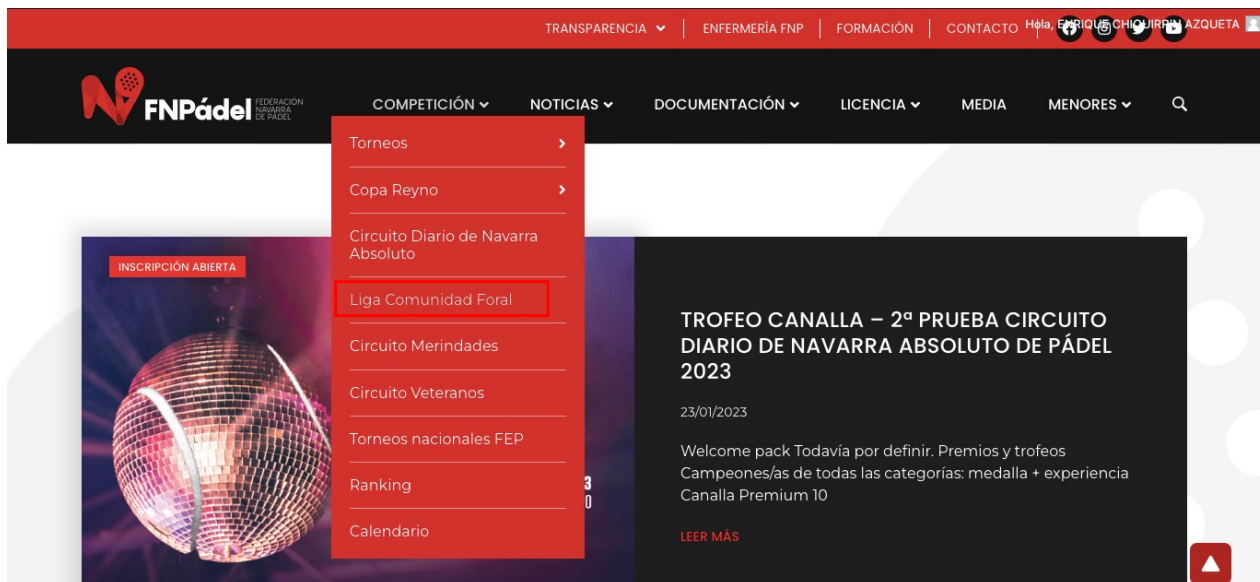 TRANSPARENCIA
ENFERMERÍA FNP
FORMACIÓN
CONTACTO
Hola, ENRIQUE CHIQUIRRIN AZQUETA
FNPádel
FEDERACIÓN
NAVARRA
DE PÁDEL
COMPETICIÓN
NOTICIAS
DOCUMENTACIÓN
LICENCIA
MEDIA
MENORES
Torneos
Copa Reyno
Circuito Diario de Navarra
Absoluto
Liga Comunidad Foral
Circuito Merindades
Circuito Veteranos
Torneos nacionales FEP
Ranking
Calendario
INSCRIPCIÓN ABIERTA
3
TROFEO CANALLA – 2ª PRUEBA CIRCUITO
DIARIO DE NAVARRA ABSOLUTO DE PÁDEL
2023
23/01/2023
Welcome pack Todavía por definir. Premios y trofeos
Campeones/as de todas las categorías: medalla + experiencia
Canalla Premium 10
LEER MÁS